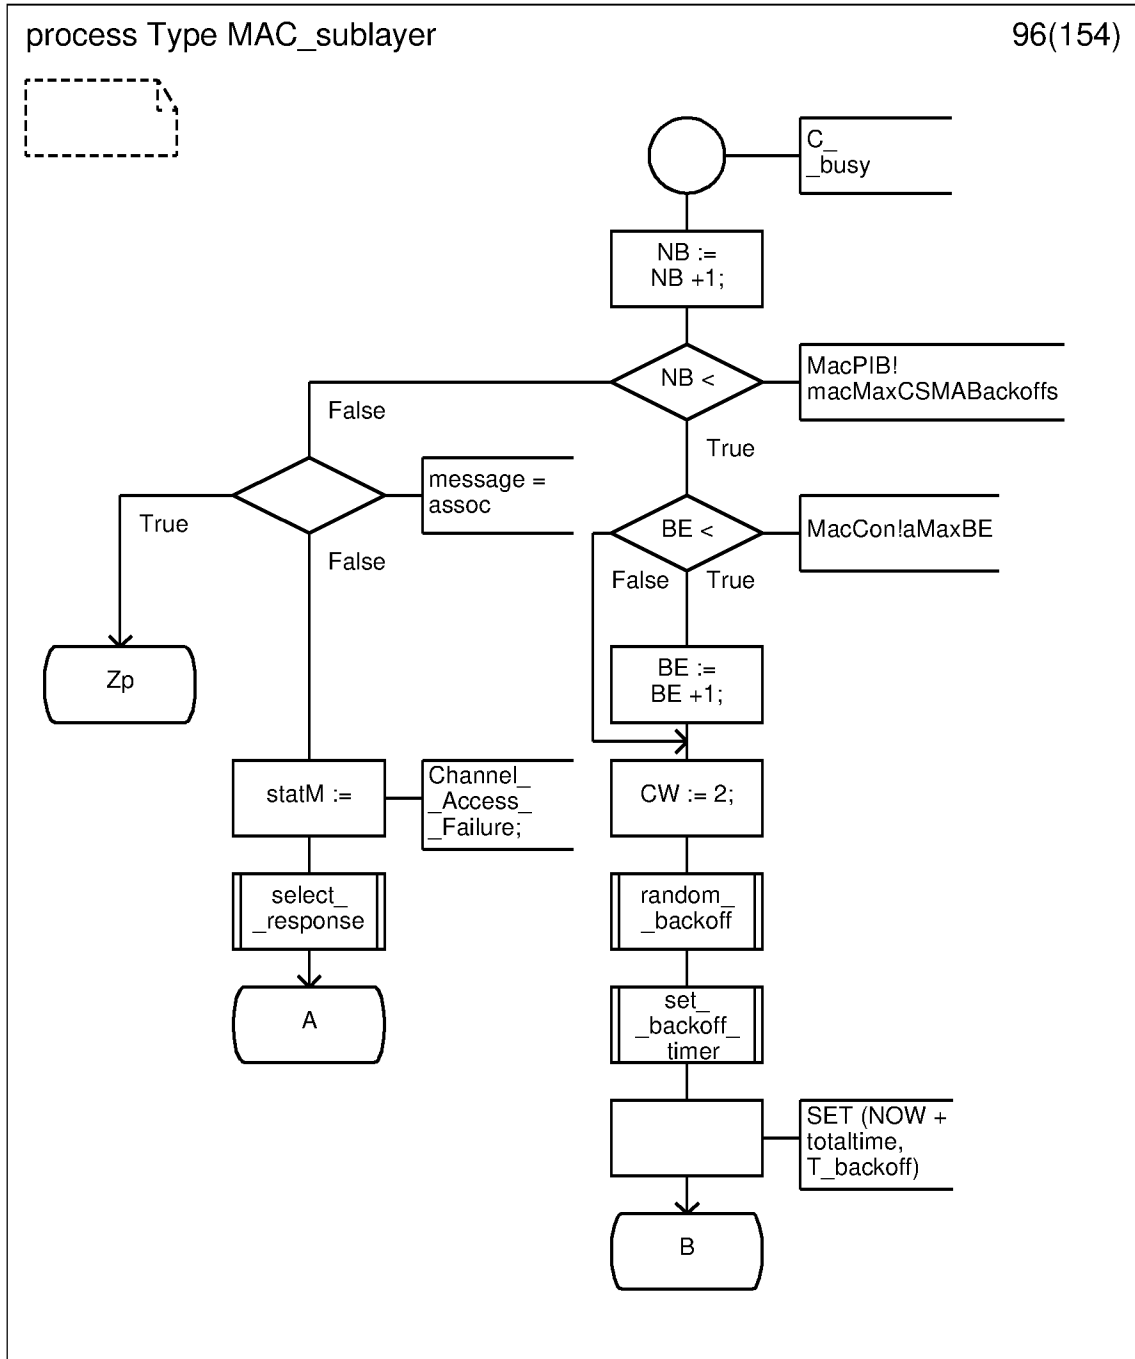 process Type MAC_sublayer
96(154)
C_
_busy
NB :=
NB +1;
NB <
MacPIB!
macMaxCSMABackoffs
False
True
message =
assoc
True
False
BE <
MacCon!aMaxBE
False
True
Zp
BE :=
BE +1;
statM :=
Channel_
_Access_
_Failure;
CW := 2;
select_
_response
random_
_backoff
A
set_
_backoff_
timer
SET (NOW +
totaltime,
T_backoff)
B